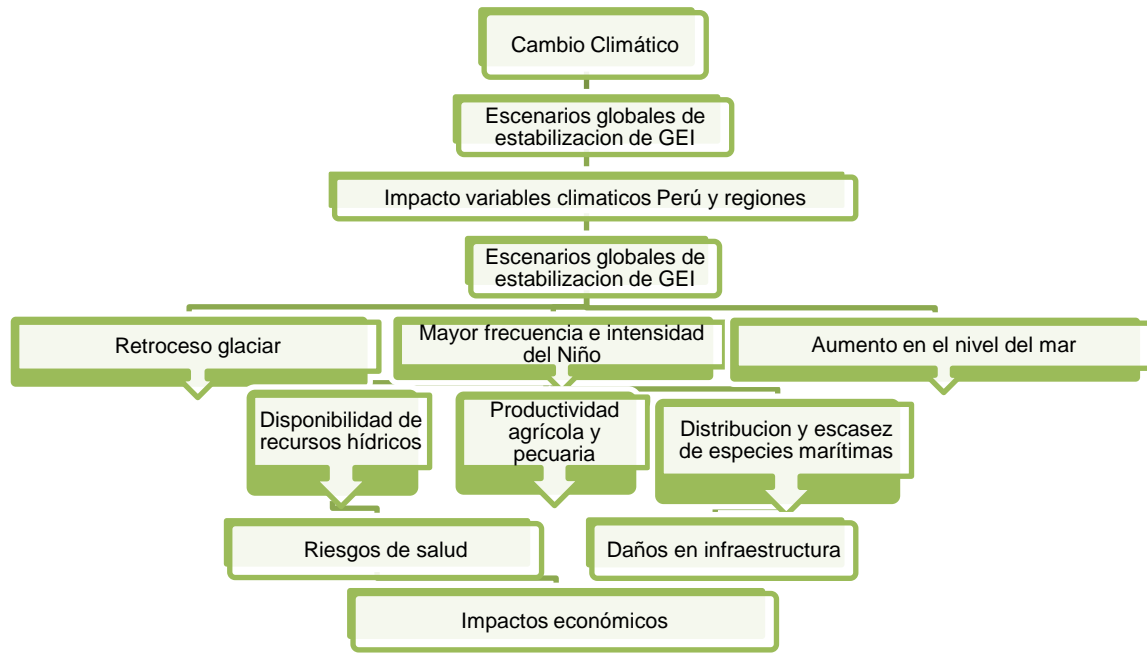 Cambio Climático
Escenarios globales de
estabilizacion de GEI
Impacto variables climaticos Perú y regiones
Escenarios globales de
estabilizacion de GEI
Retroceso glaciar
Mayor frecuencia e intensidad
del Niño
Aumento en el nivel del mar
Disponibilidad de
recursos hídricos
Productividad
agrícola y
pecuaria
Distribucion y escasez
de especies marítimas
Riesgos de salud
Daños en infraestructura
Impactos económicos